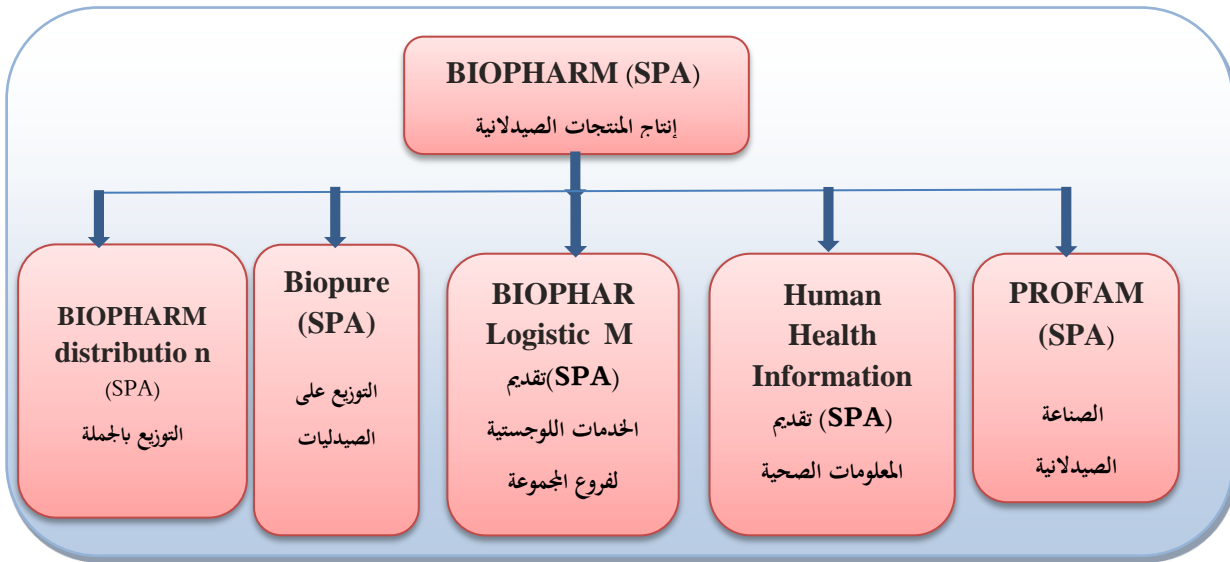 BIOPHARM (SPA)
إنتاج المنتجات الصيدلانية
BIOPHARM
distributio n
(SPA)
التوزيع بالجملة
Biopure
(SPA)
التوزيع على
الصيدليات
BIOPHAR
Logistic M
(SPA)تقديم
الخدمات اللوجستية
لفروع المجموعة
Human
Health
Information
(SPA) تقديم
المعلومات الصحية
PROFAM
(SPA)
الصناعة
الصيدلانية